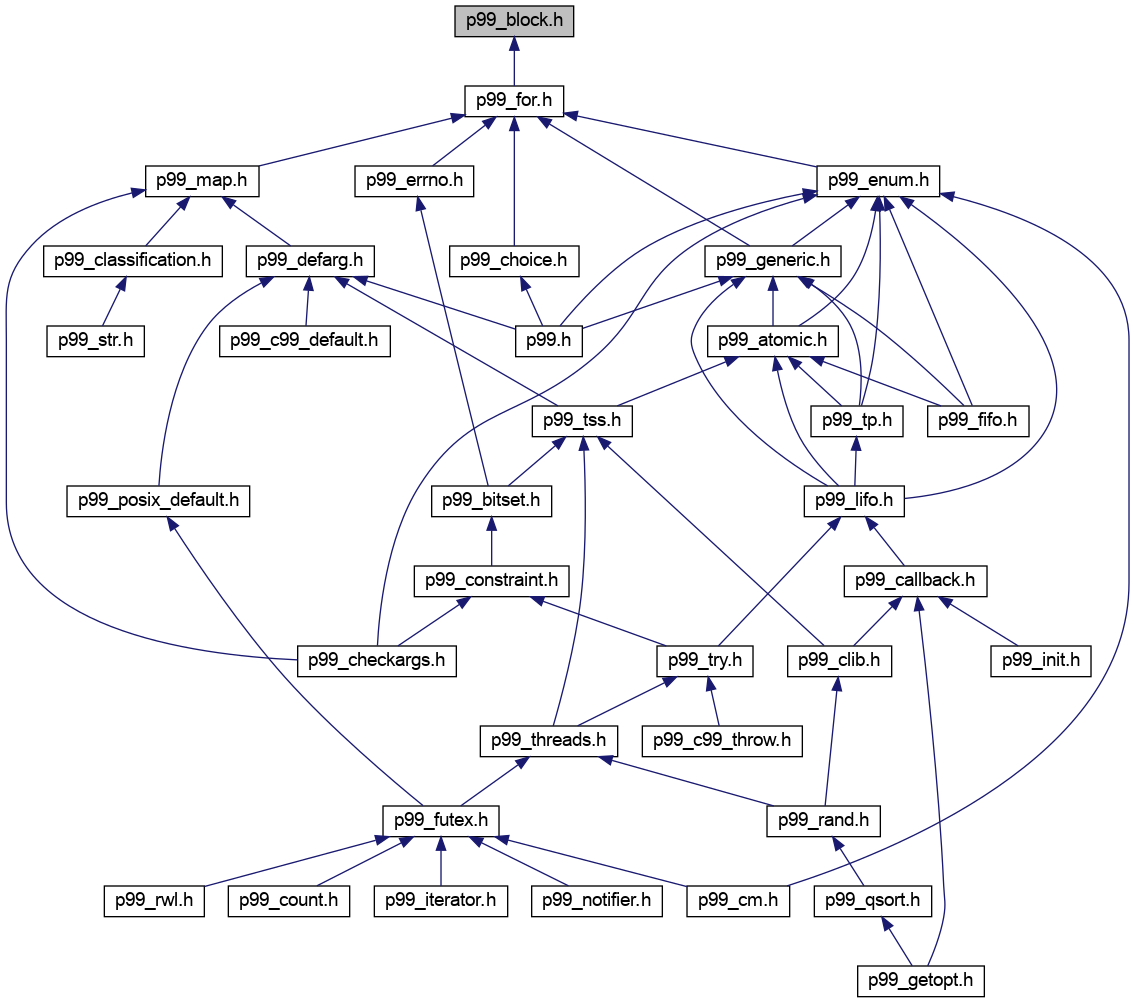 p99_block.h
p99_for.h
p99_map.h
p99_errno.h
p99_enum.h
p99_classification.h
p99_defarg.h
p99_choice.h
p99_generic.h
p99_str.h
p99_c99_default.h
p99.h
p99_atomic.h
p99_tss.h
p99_tp.h
p99_fifo.h
p99_posix_default.h
p99_bitset.h
p99_lifo.h
p99_constraint.h
p99_callback.h
p99_checkargs.h
p99_try.h
p99_clib.h
p99_init.h
p99_threads.h
p99_c99_throw.h
p99_futex.h
p99_rand.h
p99_rwl.h
p99_count.h
p99_iterator.h
p99_notifier.h
p99_cm.h
p99_qsort.h
p99_getopt.h